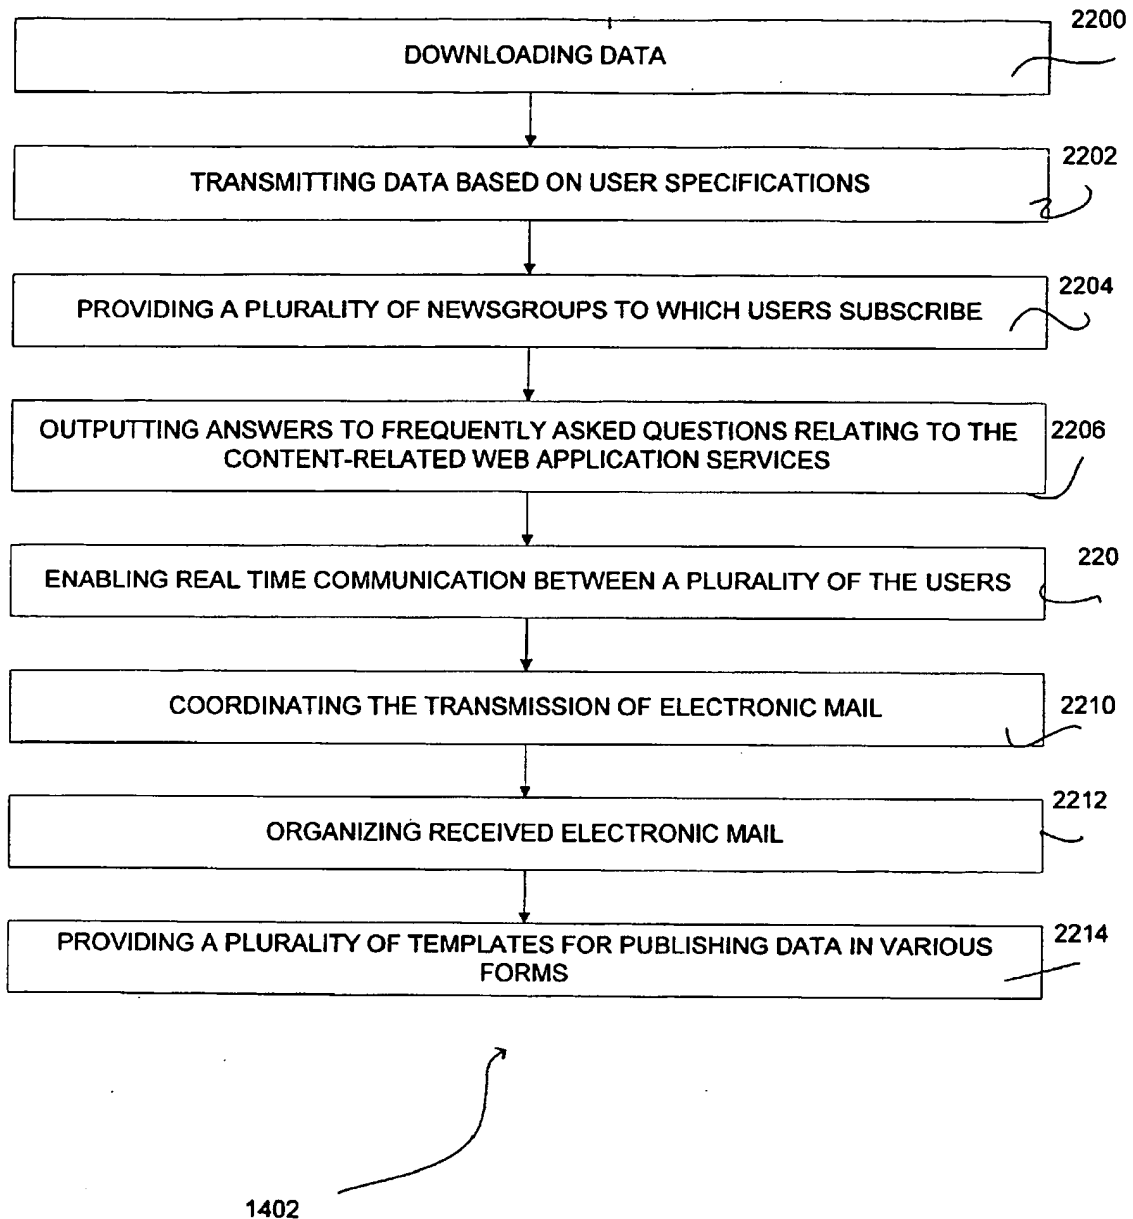 2200
DOWNLOADING DATA
2202
TRANSMITTING DATA BASED ON USER SPECIFICATIONS
2204
PROVIDING A PLURALITY OF NEWSGROUPS TO WHICH USERS SUBSCRIBE
OUTPUTTING ANSWERS TO FREQUENTLY ASKED QUESTIONS RELATING TO THE
2206
CONTENT-RELATED WEB APPLICATION SERVICES
220
ENABLING REAL TIME COMMUNICATION BETWEEN A PLURALITY OF THE USERS
COORDINATING THE TRANSMISSION OF ELECTRONIC MAIL
2210
2212
ORGANIZING RECEIVED ELECTRONIC MAIL
2214
PROVIDING A PLURALITY OF TEMPLATES FOR PUBLISHING DATA IN VARIOUS
FORMS
1402